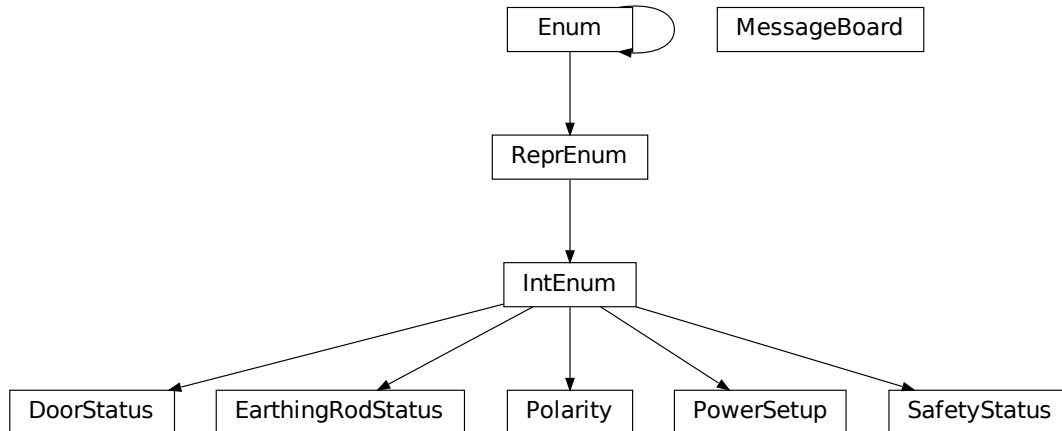 Enum
MessageBoard
ReprEnum
IntEnum
DoorStatus
EarthingRodStatus
Polarity
PowerSetup
SafetyStatus